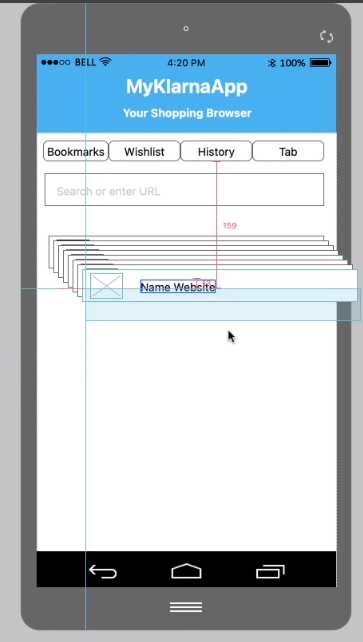 BELL 4:20 PM 100%
MyKlarnaApp
Your Shopping Browser
Bookmarks Wishlist History Tab
Search or enter URL
159
Name Website